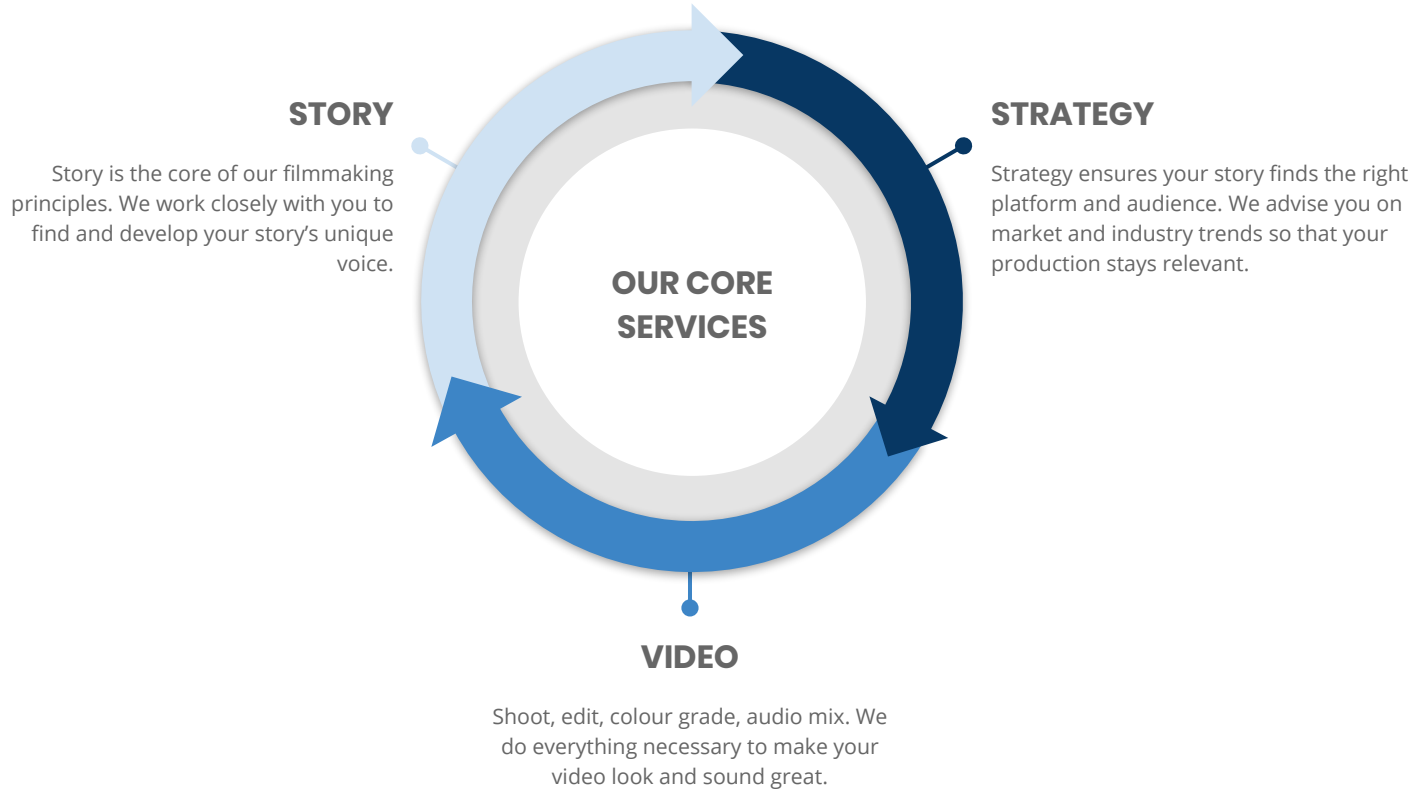 STORY
Story is the core of our filmmaking
principles. We work closely with you to
find and develop your story’s unique
voice.
STRATEGY
Strategy ensures your story finds the right
platform and audience. We advise you on
market and industry trends so that your
production stays relevant.
OUR CORE
SERVICES
VIDEO
Shoot, edit, colour grade, audio mix. We
do everything necessary to make your
video look and sound great.